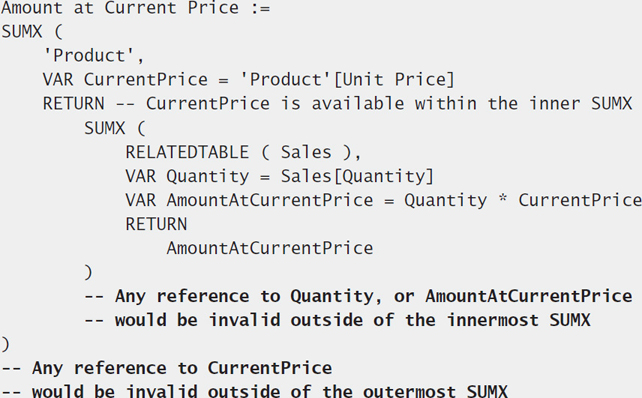 Amount at Current Price :=
SUMX (
    'Product',
    VAR CurrentPrice = 'Product'[Unit Price]
    RETURN -- CurrentPrice is available within the inner SUMX
        SUMX (
            RELATEDTABLE ( Sales ),
            VAR Quantity = Sales[Quantity]
            VAR AmountAtCurrentPrice = Quantity * CurrentPrice
            RETURN
                AmountAtCurrentPrice
        )
        -- Any reference to Quantity, or AmountAtCurrentPrice
        -- would be invalid outside of the innermost SUMX
)
-- Any reference to CurrentPrice
-- would be invalid outside of the outermost SUMX